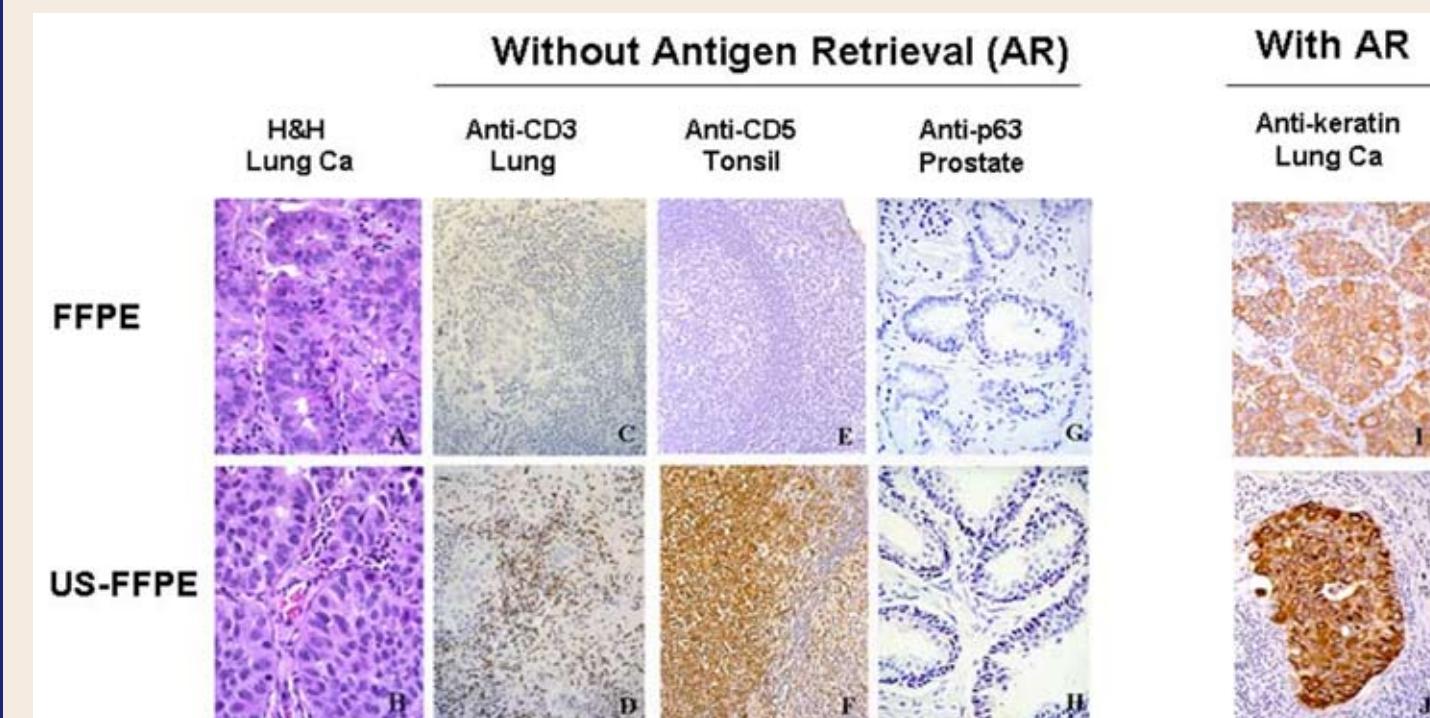 Without Antigen Retrieval (AR)
With AR
H&H
Lung Ca
Anti-CD3
Lung
Anti-CD5
Tonsil
Anti-p63
Prostate
Anti-keratin
Lung Ca
FFPE
A
C
E
G
I
US-FFPE
B
D
F
H
J